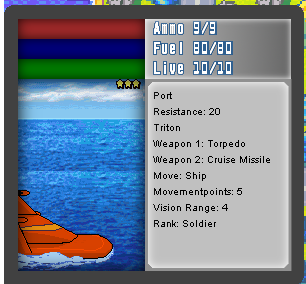 Ammo 9/9
Fuel 80/80
Live 10/10
Port
Resistance: 20
Triton
Weapon 1: Torpedo
Weapon 2: Cruise Missile
Move: Ship
Movementpoints: 5
Vision Range: 4
Rank: Soldier